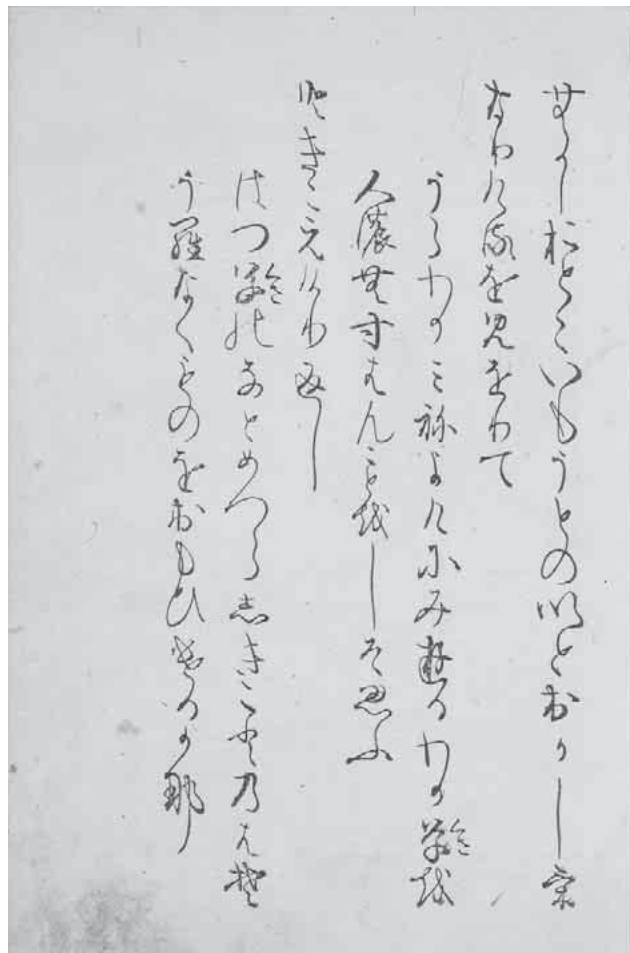 むかしおとこいもうとのいとおかしけ
なりけるを見をりて
うらわかみねよけにみゆるわか草を
人のむすはんことをしそ思ふ
ときこえけり返し
はつ草のなとめつらしきことのはそ
うらなくものをおもひけるかな